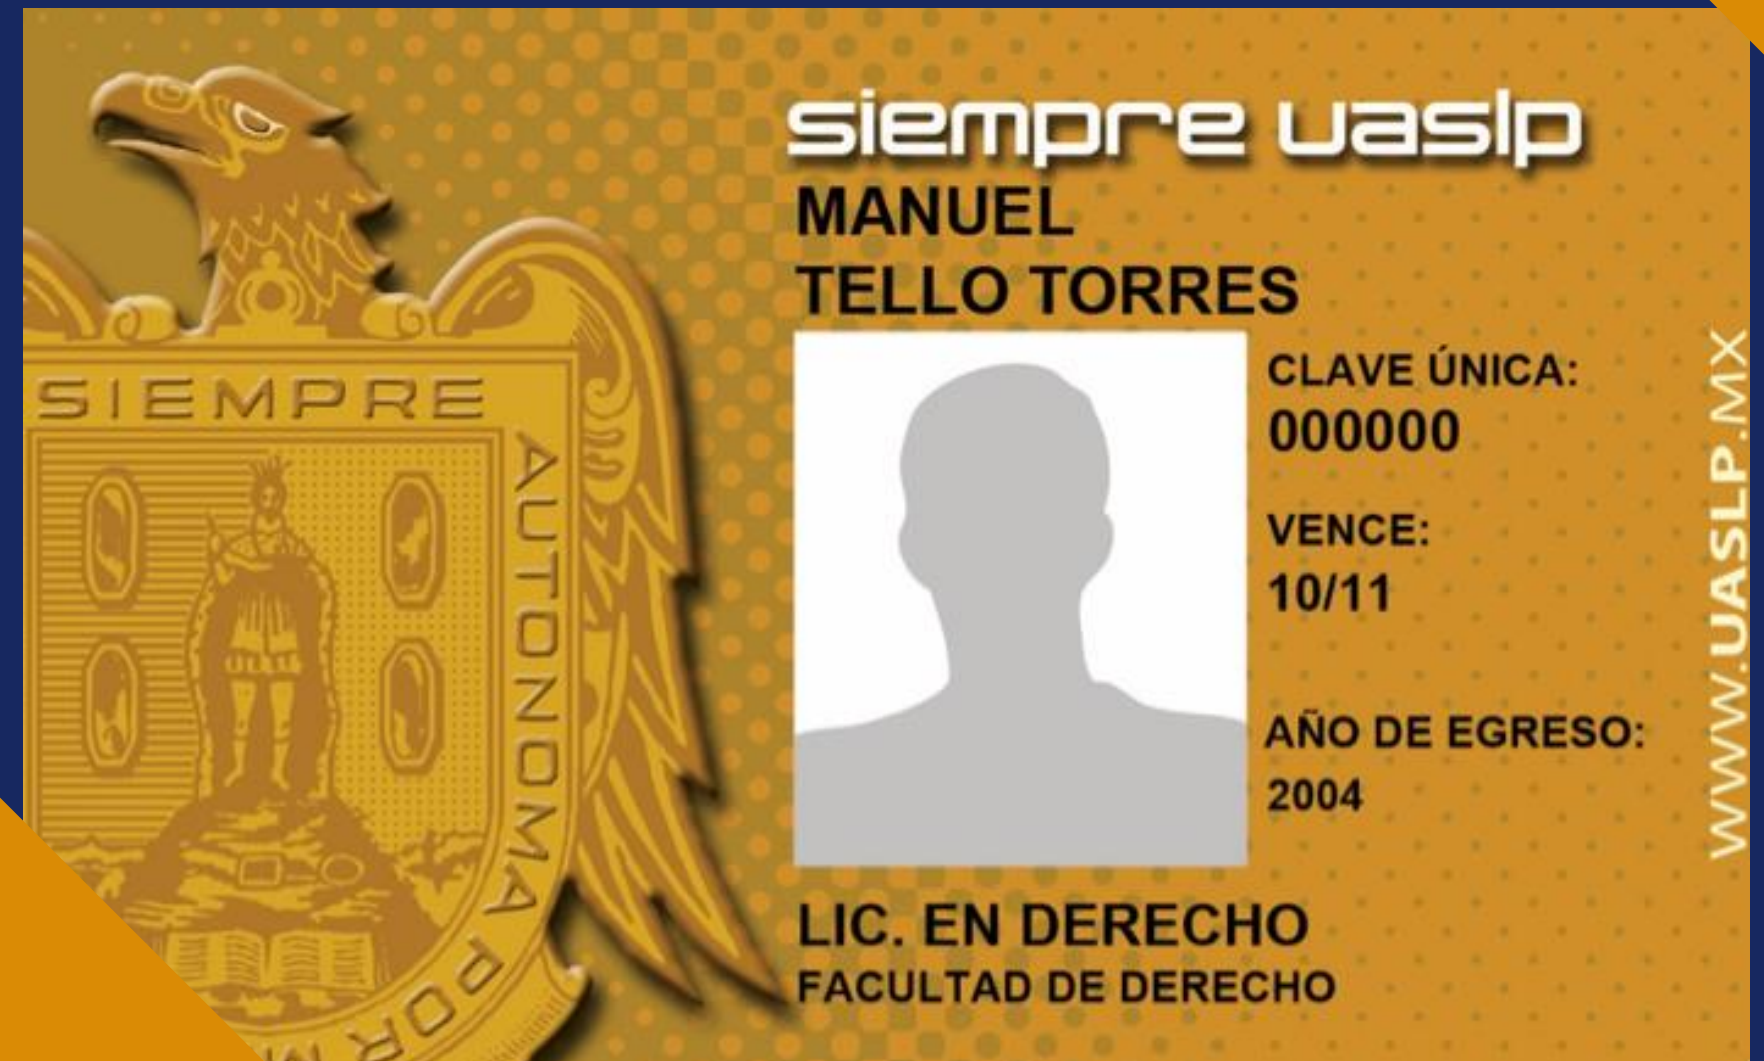 siempre uaslp
MANUEL
TELLO TORRES
CLAVE ÚNICA:
000000
VENCE:
10/11
AÑO DE EGRESO:
2004
LIC. EN DERECHO
FACULTAD DE DERECHO
WWW.UASLP.MX
SIEMPRE
AUTONOMA POR M